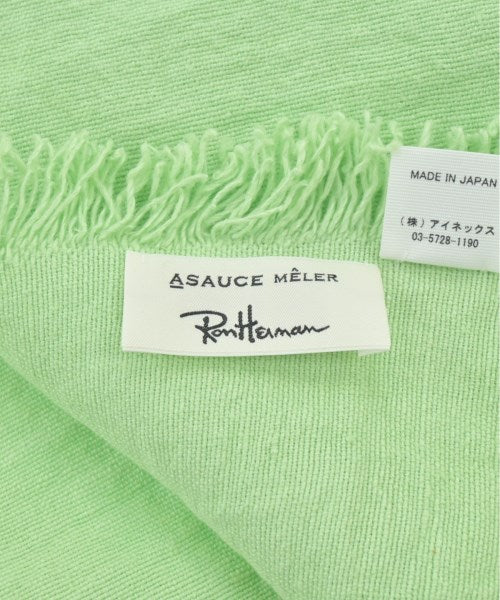 MADE IN JAPAN
(株)アイネックス
03-5728-1190
ASAUCE MÊLER
Ron Herman